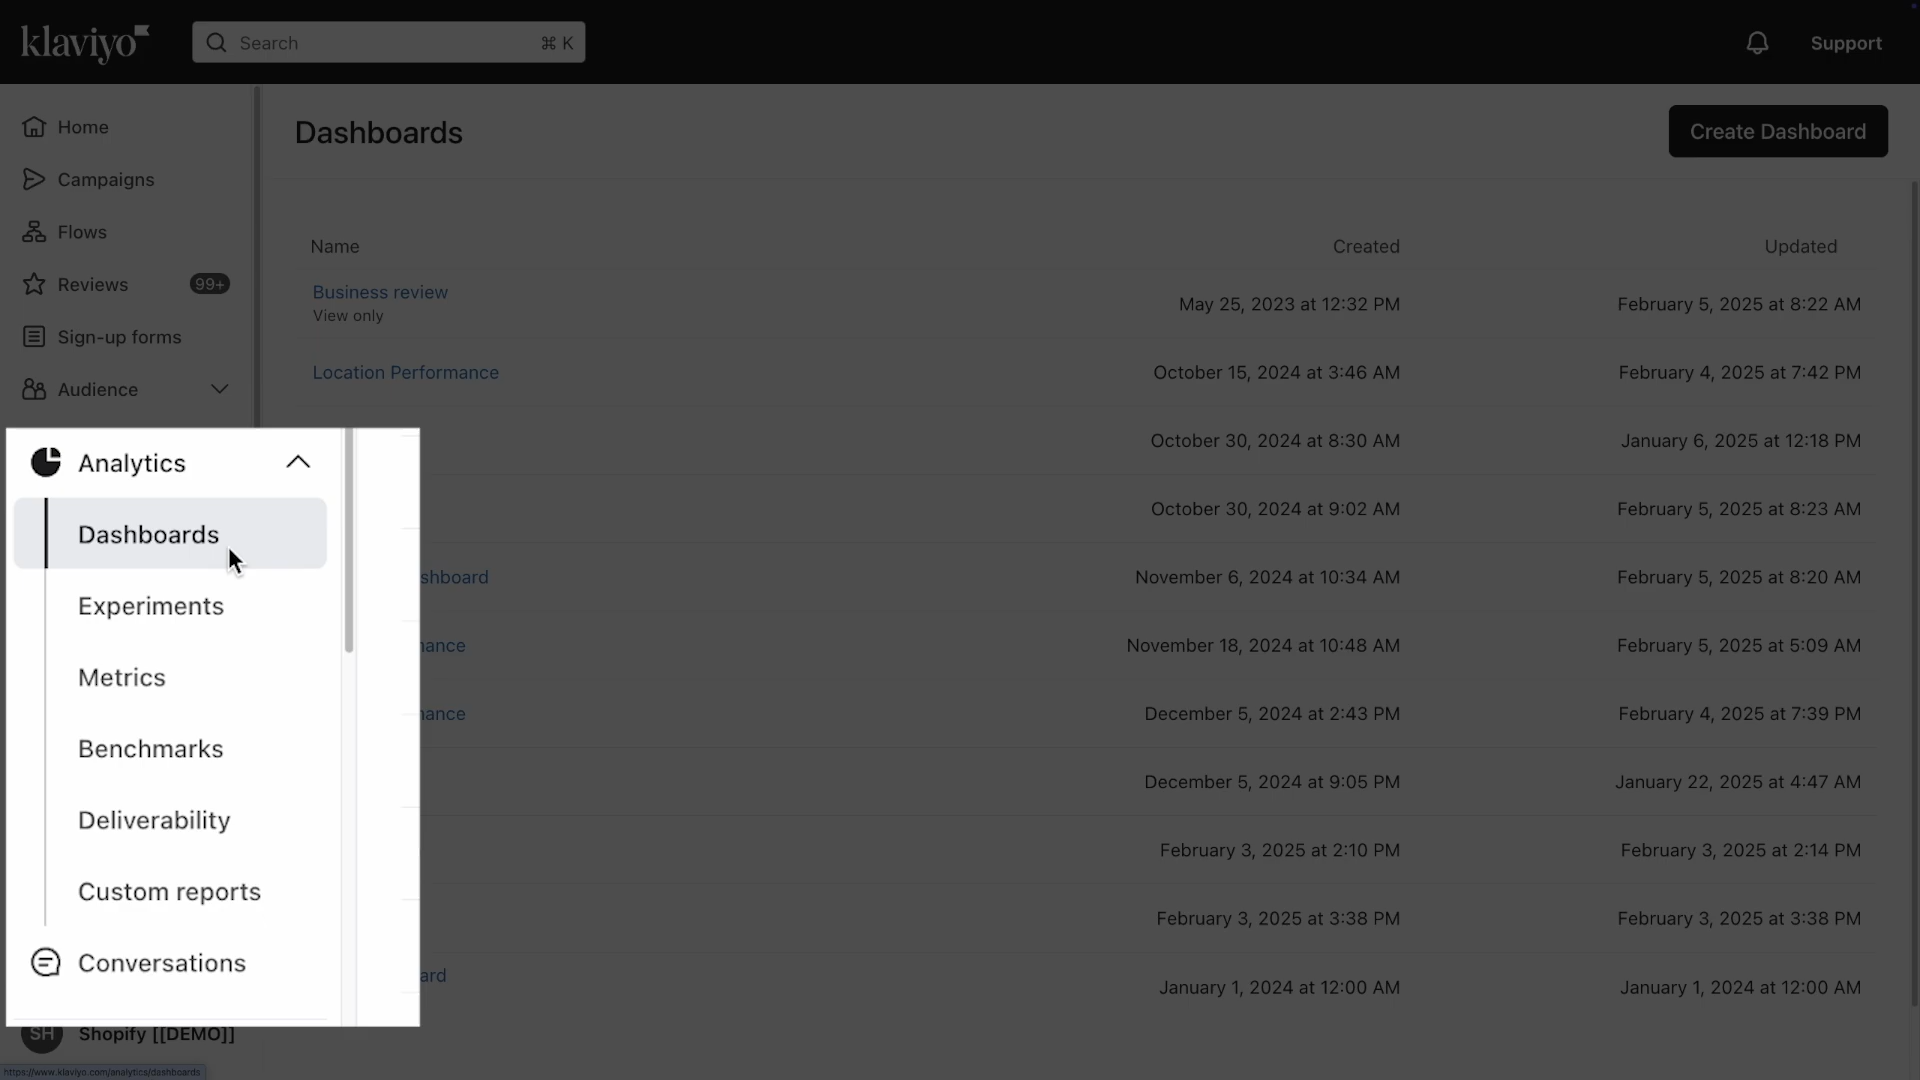 klaviyo
Search ⌘ K
Support
Home
Campaigns
Flows
Reviews 99+
Sign-up forms
Audience
Analytics
Dashboards
Experiments
Metrics
Benchmarks
Deliverability
Custom reports
Conversations
SH Shopify [[DEMO]]
https://www.klaviyo.com/analytics/dashboards
Dashboards
Create Dashboard
Name Created Updated
Business review May 25, 2023 at 12:32 PM February 5, 2025 at 8:22 AM
View only
Location Performance October 15, 2024 at 3:46 AM February 4, 2025 at 7:42 PM
October 30, 2024 at 8:30 AM January 6, 2025 at 12:18 PM
October 30, 2024 at 9:02 AM February 5, 2025 at 8:23 AM
shboard November 6, 2024 at 10:34 AM February 5, 2025 at 8:20 AM
nance November 18, 2024 at 10:48 AM February 5, 2025 at 5:09 AM
nance December 5, 2024 at 2:43 PM February 4, 2025 at 7:39 PM
December 5, 2024 at 9:05 PM January 22, 2025 at 4:47 AM
February 3, 2025 at 2:10 PM February 3, 2025 at 2:14 PM
February 3, 2025 at 3:38 PM February 3, 2025 at 3:38 PM
ard January 1, 2024 at 12:00 AM January 1, 2024 at 12:00 AM